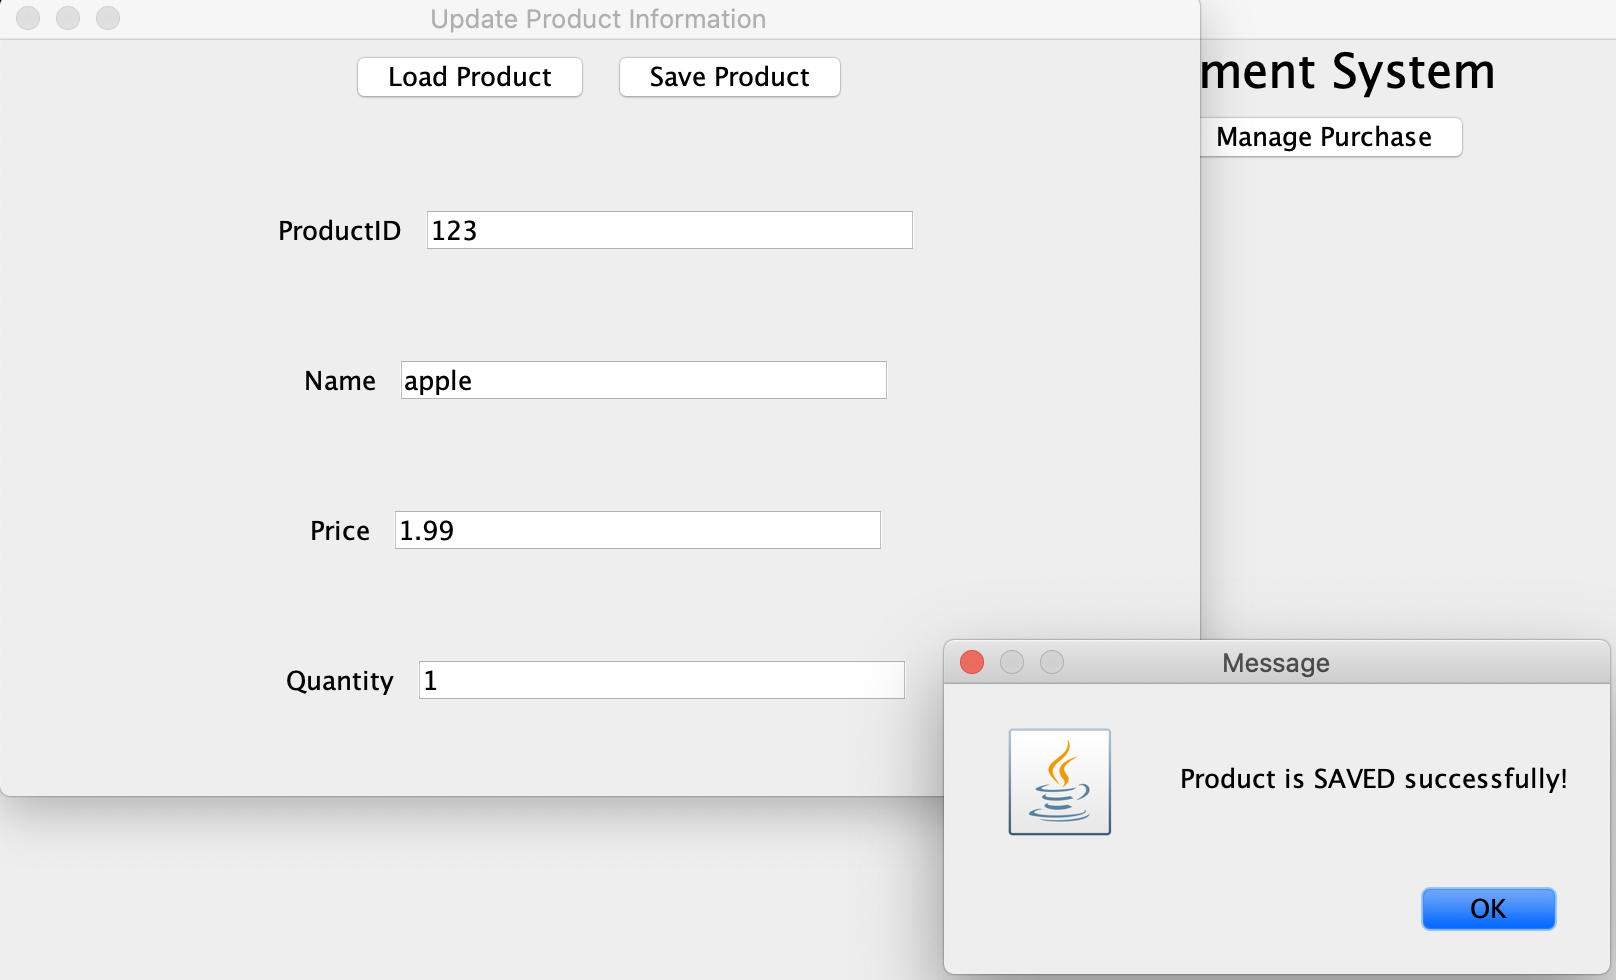 Update Product Information
Load Product Save Product
ment System
Manage Purchase
ProductID 123
Name apple
Price 1.99
Quantity 1
Message
Product is SAVED successfully!
OK